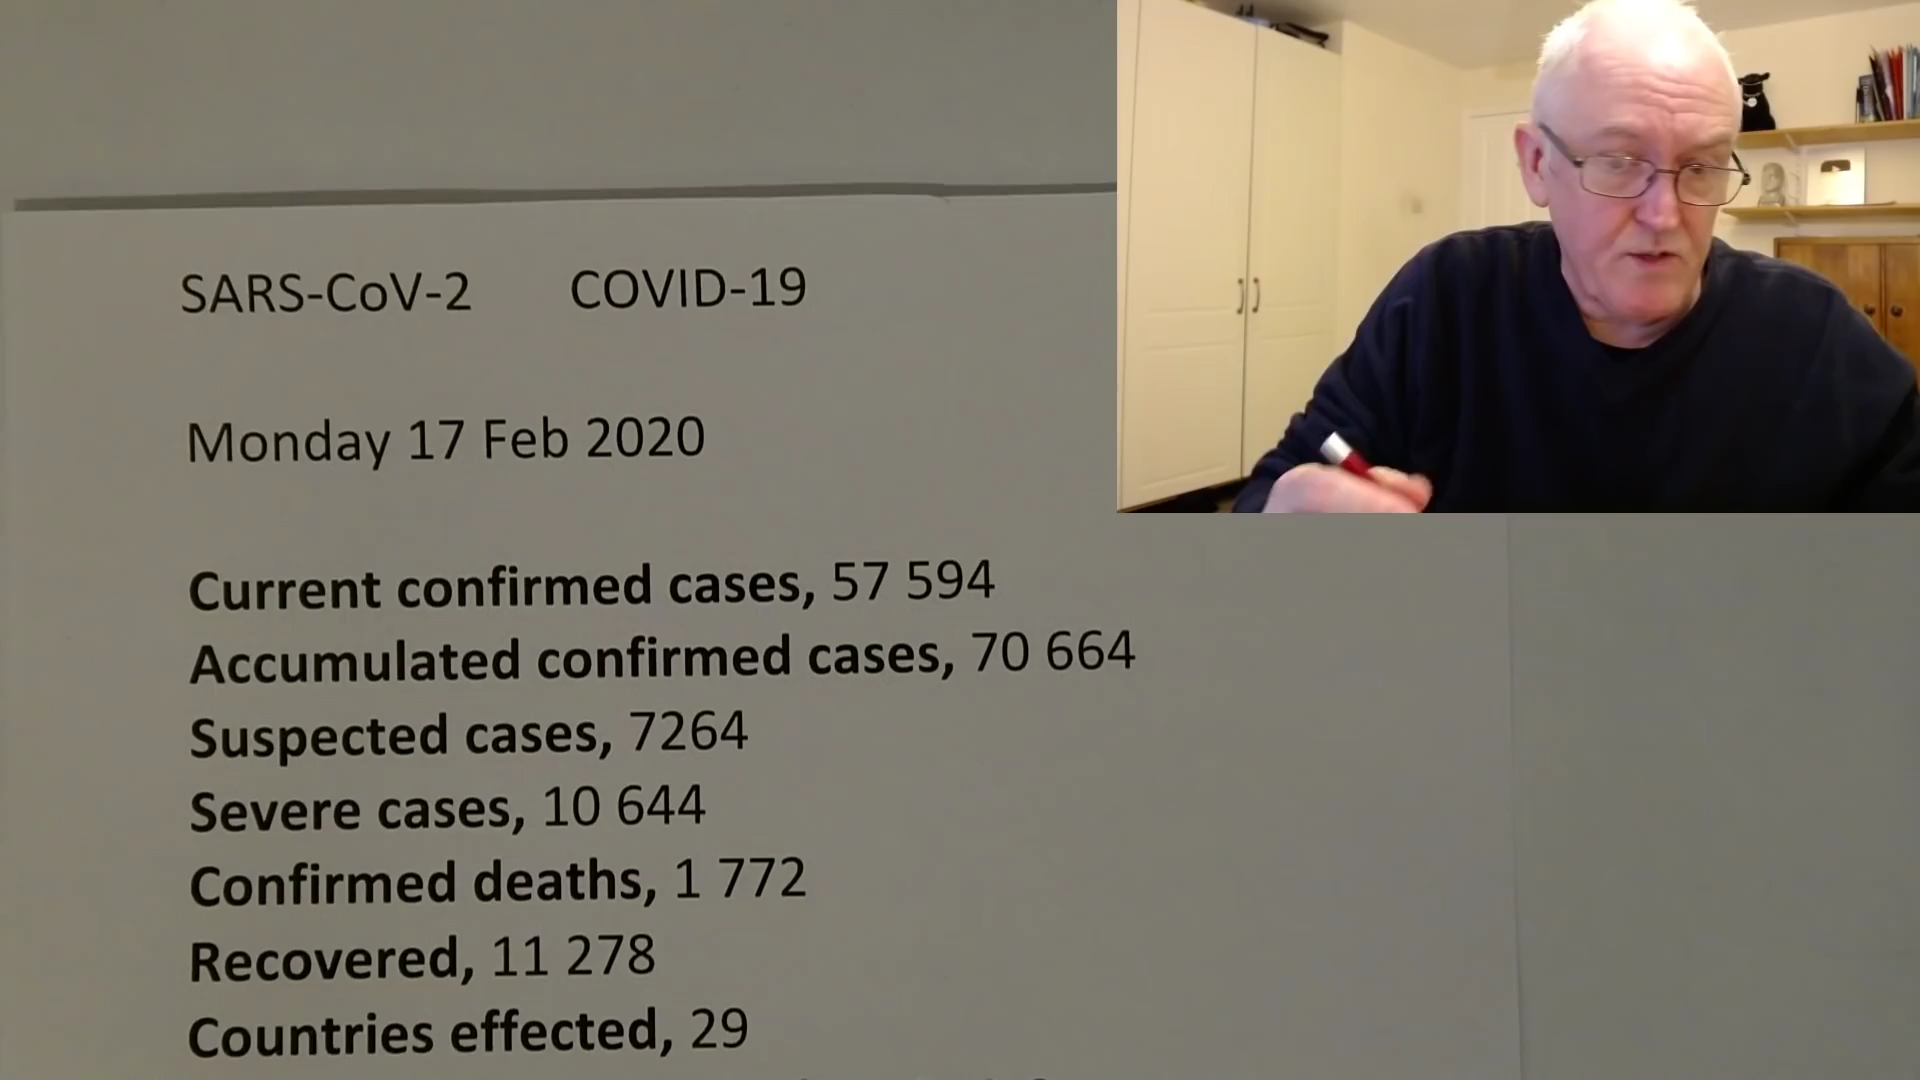 SARS-CoV-2 COVID-19
Monday 17 Feb 2020
Current confirmed cases, 57 594
Accumulated confirmed cases, 70 664
Suspected cases, 7264
Severe cases, 10 644
Confirmed deaths, 1 772
Recovered, 11 278
Countries effected, 29